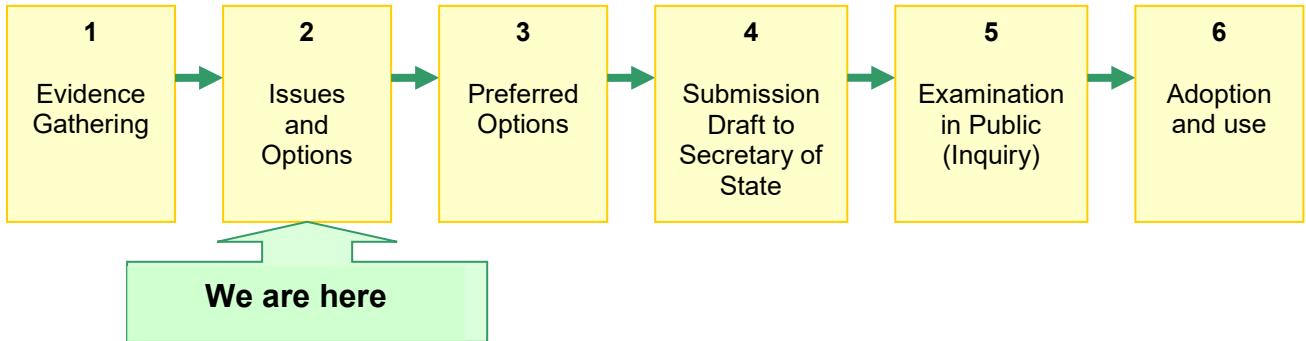 1
Evidence
Gathering
2
Issues
and
Options
3
Preferred
Options
4
Submission
Draft to
Secretary of
State
5
Examination
in Public
(Inquiry)
6
Adoption
and use
We are here